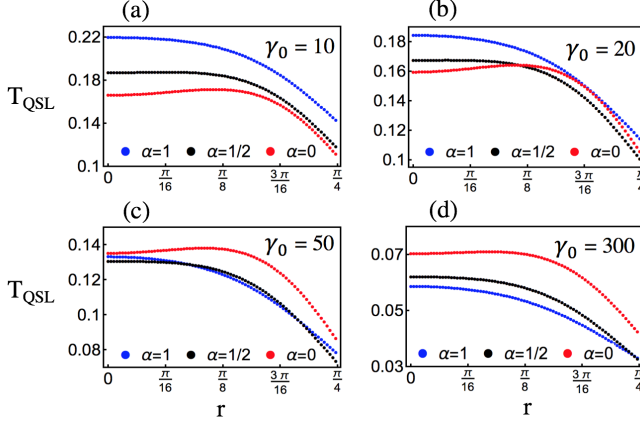 (a)
γ₀ = 10
T_QSL
0.22
0.18
0.14
0.1
α=1 α=1/2 α=0
0 π/16 π/8 3π/16 π/4
(b)
γ₀ = 20
0.18
0.16
0.14
0.12
0.1
α=1 α=1/2 α=0
0 π/16 π/8 3π/16 π/4
(c)
γ₀ = 50
T_QSL
0.14
0.12
0.1
0.08
α=1 α=1/2 α=0
0 π/16 π/8 3π/16 π/4
r
(d)
γ₀ = 300
0.07
0.05
0.03
α=1 α=1/2 α=0
0 π/16 π/8 3π/16 π/4
r